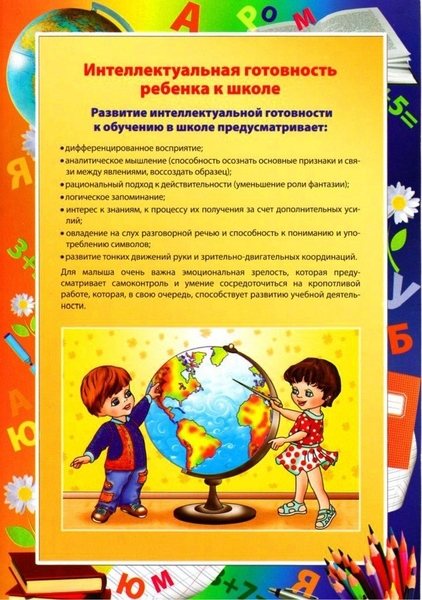 А Р О М
Интеллектуальная готовность
ребенка к школе
Развитие интеллектуальной готовности
к обучению в школе предусматривает:
•дифференцированное восприятие;
•аналитическое мышление (способность осознать основные признаки и свя-
зи между явлениями, воссоздать образец);
•рациональный подход к действительности (уменьшение роли фантазии);
•логическое запоминание;
•интерес к знаниям, к процессу их получения за счет дополнительных уси-
лий;
•овладение на слух разговорной речью и способность к пониманию и упо-
треблению символов;
•развитие тонких движений руки и зрительно-двигательных координаций.
Для малыша очень важна эмоциональная зрелость, которая преду-
сматривает самоконтроль и умение сосредоточиться на кропотливой
работе, которая, в свою очередь, способствует развитию учебной деятель-
ности.
Я
У
Б
А
Ю
Ю М
3+7=
Я